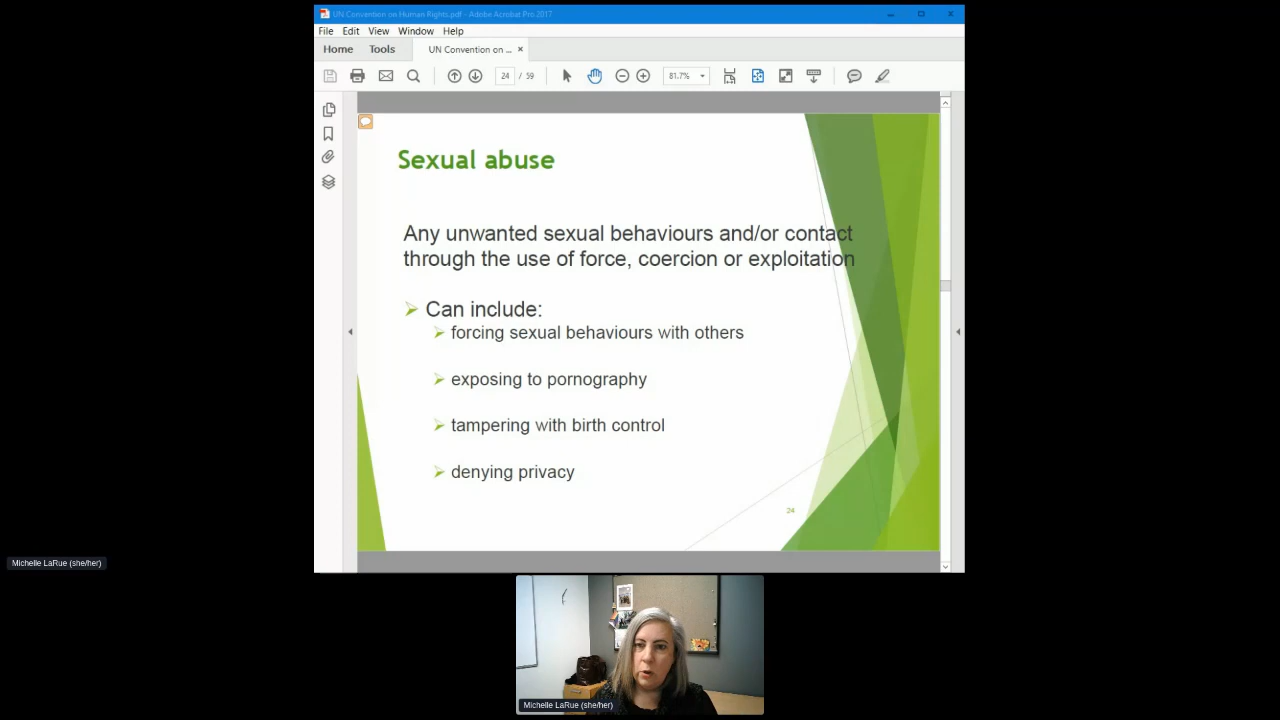 UN Convention on Human Rights.pdf - Adobe Acrobat Pro 2017
File Edit View Window Help
Home Tools UN Convention on ... ×
24 / 59 81.7%
Sexual abuse
Any unwanted sexual behaviours and/or contact
through the use of force, coercion or exploitation
Can include:
forcing sexual behaviours with others
exposing to pornography
tampering with birth control
denying privacy
24
Michelle LaRue (she/her)
Michelle LaRue (she/her)